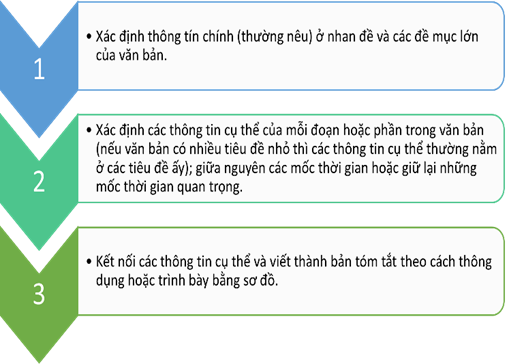 1
• Xác định thông tín chính (thường nêu) ở nhan đề và các đề mục lớn
của văn bản.
2
• Xác định các thông tin cụ thể của mỗi đoạn hoặc phần trong văn bản
(nếu văn bản có nhiều tiêu đề nhỏ thì các thông tin cụ thể thường nằm
ở các tiêu đề ấy); giữa nguyên các mốc thời gian hoặc giữ lại những
mốc thời gian quan trọng.
3
• Kết nối các thông tin cụ thể và viết thành bản tóm tắt theo cách thông
dụng hoặc trình bày bằng sơ đồ.